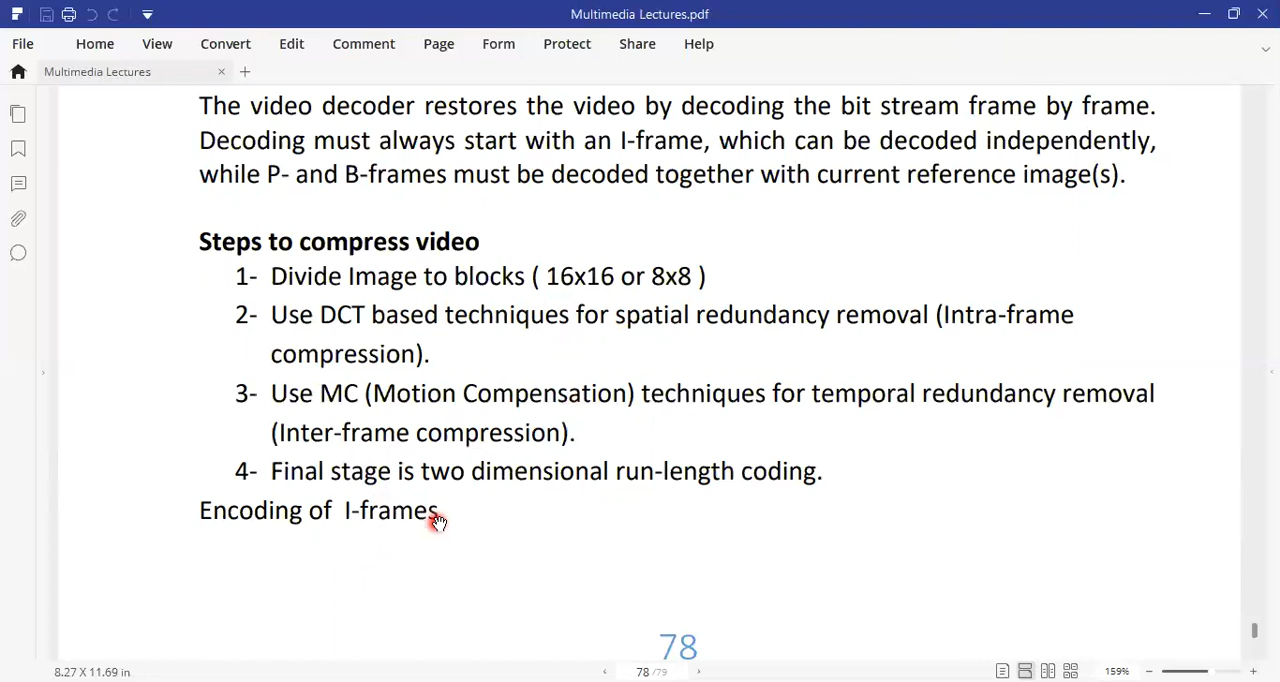 Multimedia Lectures.pdf
File Home View Convert Edit Comment Page Form Protect Share Help
Multimedia Lectures
The video decoder restores the video by decoding the bit stream frame by frame.
Decoding must always start with an I-frame, which can be decoded independently,
while P- and B-frames must be decoded together with current reference image(s).
Steps to compress video
1- Divide Image to blocks ( 16x16 or 8x8 )
2- Use DCT based techniques for spatial redundancy removal (Intra-frame
compression).
3- Use MC (Motion Compensation) techniques for temporal redundancy removal
(Inter-frame compression).
4- Final stage is two dimensional run-length coding.
Encoding of I-frames
78
8.27 X 11.69 in
78 /79
159%